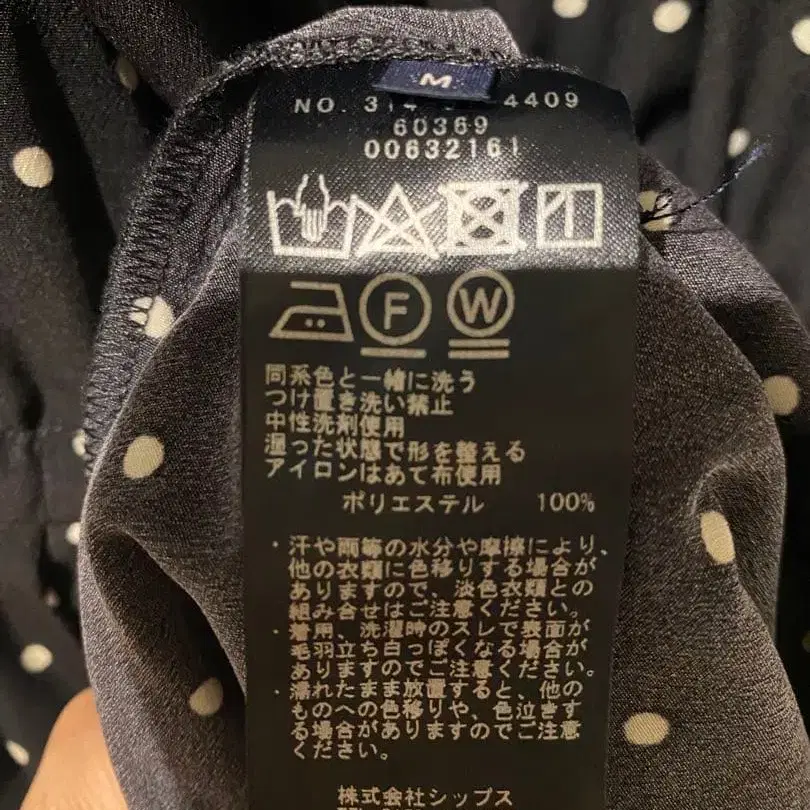 M
NO. 4409
60369
00632161
F W
同系色と一緒に洗う
つけ置き洗い禁止
中性洗剤使用
湿った状態で形を整える
アイロンはあて布使用
ポリエステル 100%
・汗や雨等の水分や摩擦により、
他の衣類に色移りする場合が
ありますので、淡色衣類との
組み合せはご注意ください。
・着用、洗濯時のスレで表面が
毛羽立ち白っぽくなる場合が
ありますのでご注意ください。
・濡れたまま放置すると、他の
ものへの色移りや、色泣きす
る場合がありますのでご注意
ください。
株式会社シップス